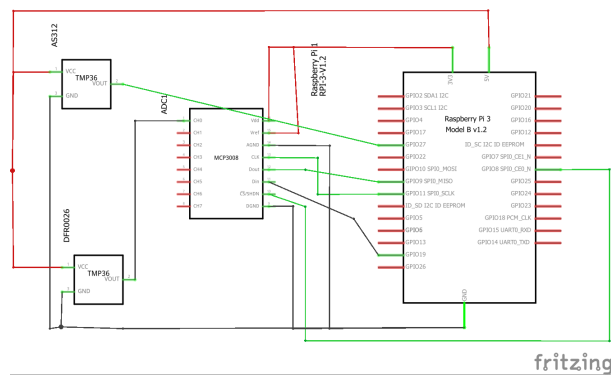 AS312
TMP36
VCC
VOUT
GND
ADC1
CH0
CH1
CH2
CH3
CH4
CH5
CH6
CH7
MCP3008
Vdd
Vref
AGND
CLK
Dout
Din
CS/SHDN
DGND
DFR0026
TMP36
VCC
VOUT
GND
Raspberry Pi 1
RPI-3-V1.2
3V3
5V
Raspberry Pi 3
Model B v1.2
GPIO2 SDA1 I2C
GPIO3 SCL1 I2C
GPIO4
GPIO17
GPIO27
GPIO22
GPIO10 SPI0_MOSI
GPIO9 SPI0_MISO
GPIO11 SPI0_SCLK
ID_SD I2C ID EEPROM
GPIO5
GPIO6
GPIO13
GPIO19
GPIO26
GPIO21
GPIO20
GPIO16
GPIO12
ID_SC I2C ID EEPROM
GPIO7 SPI0_CE1_N
GPIO8 SPI0_CE0_N
GPIO25
GPIO24
GPIO23
GPIO18 PCM_CLK
GPIO15 UART0_RXD
GPIO14 UART0_TXD
GND
fritzing